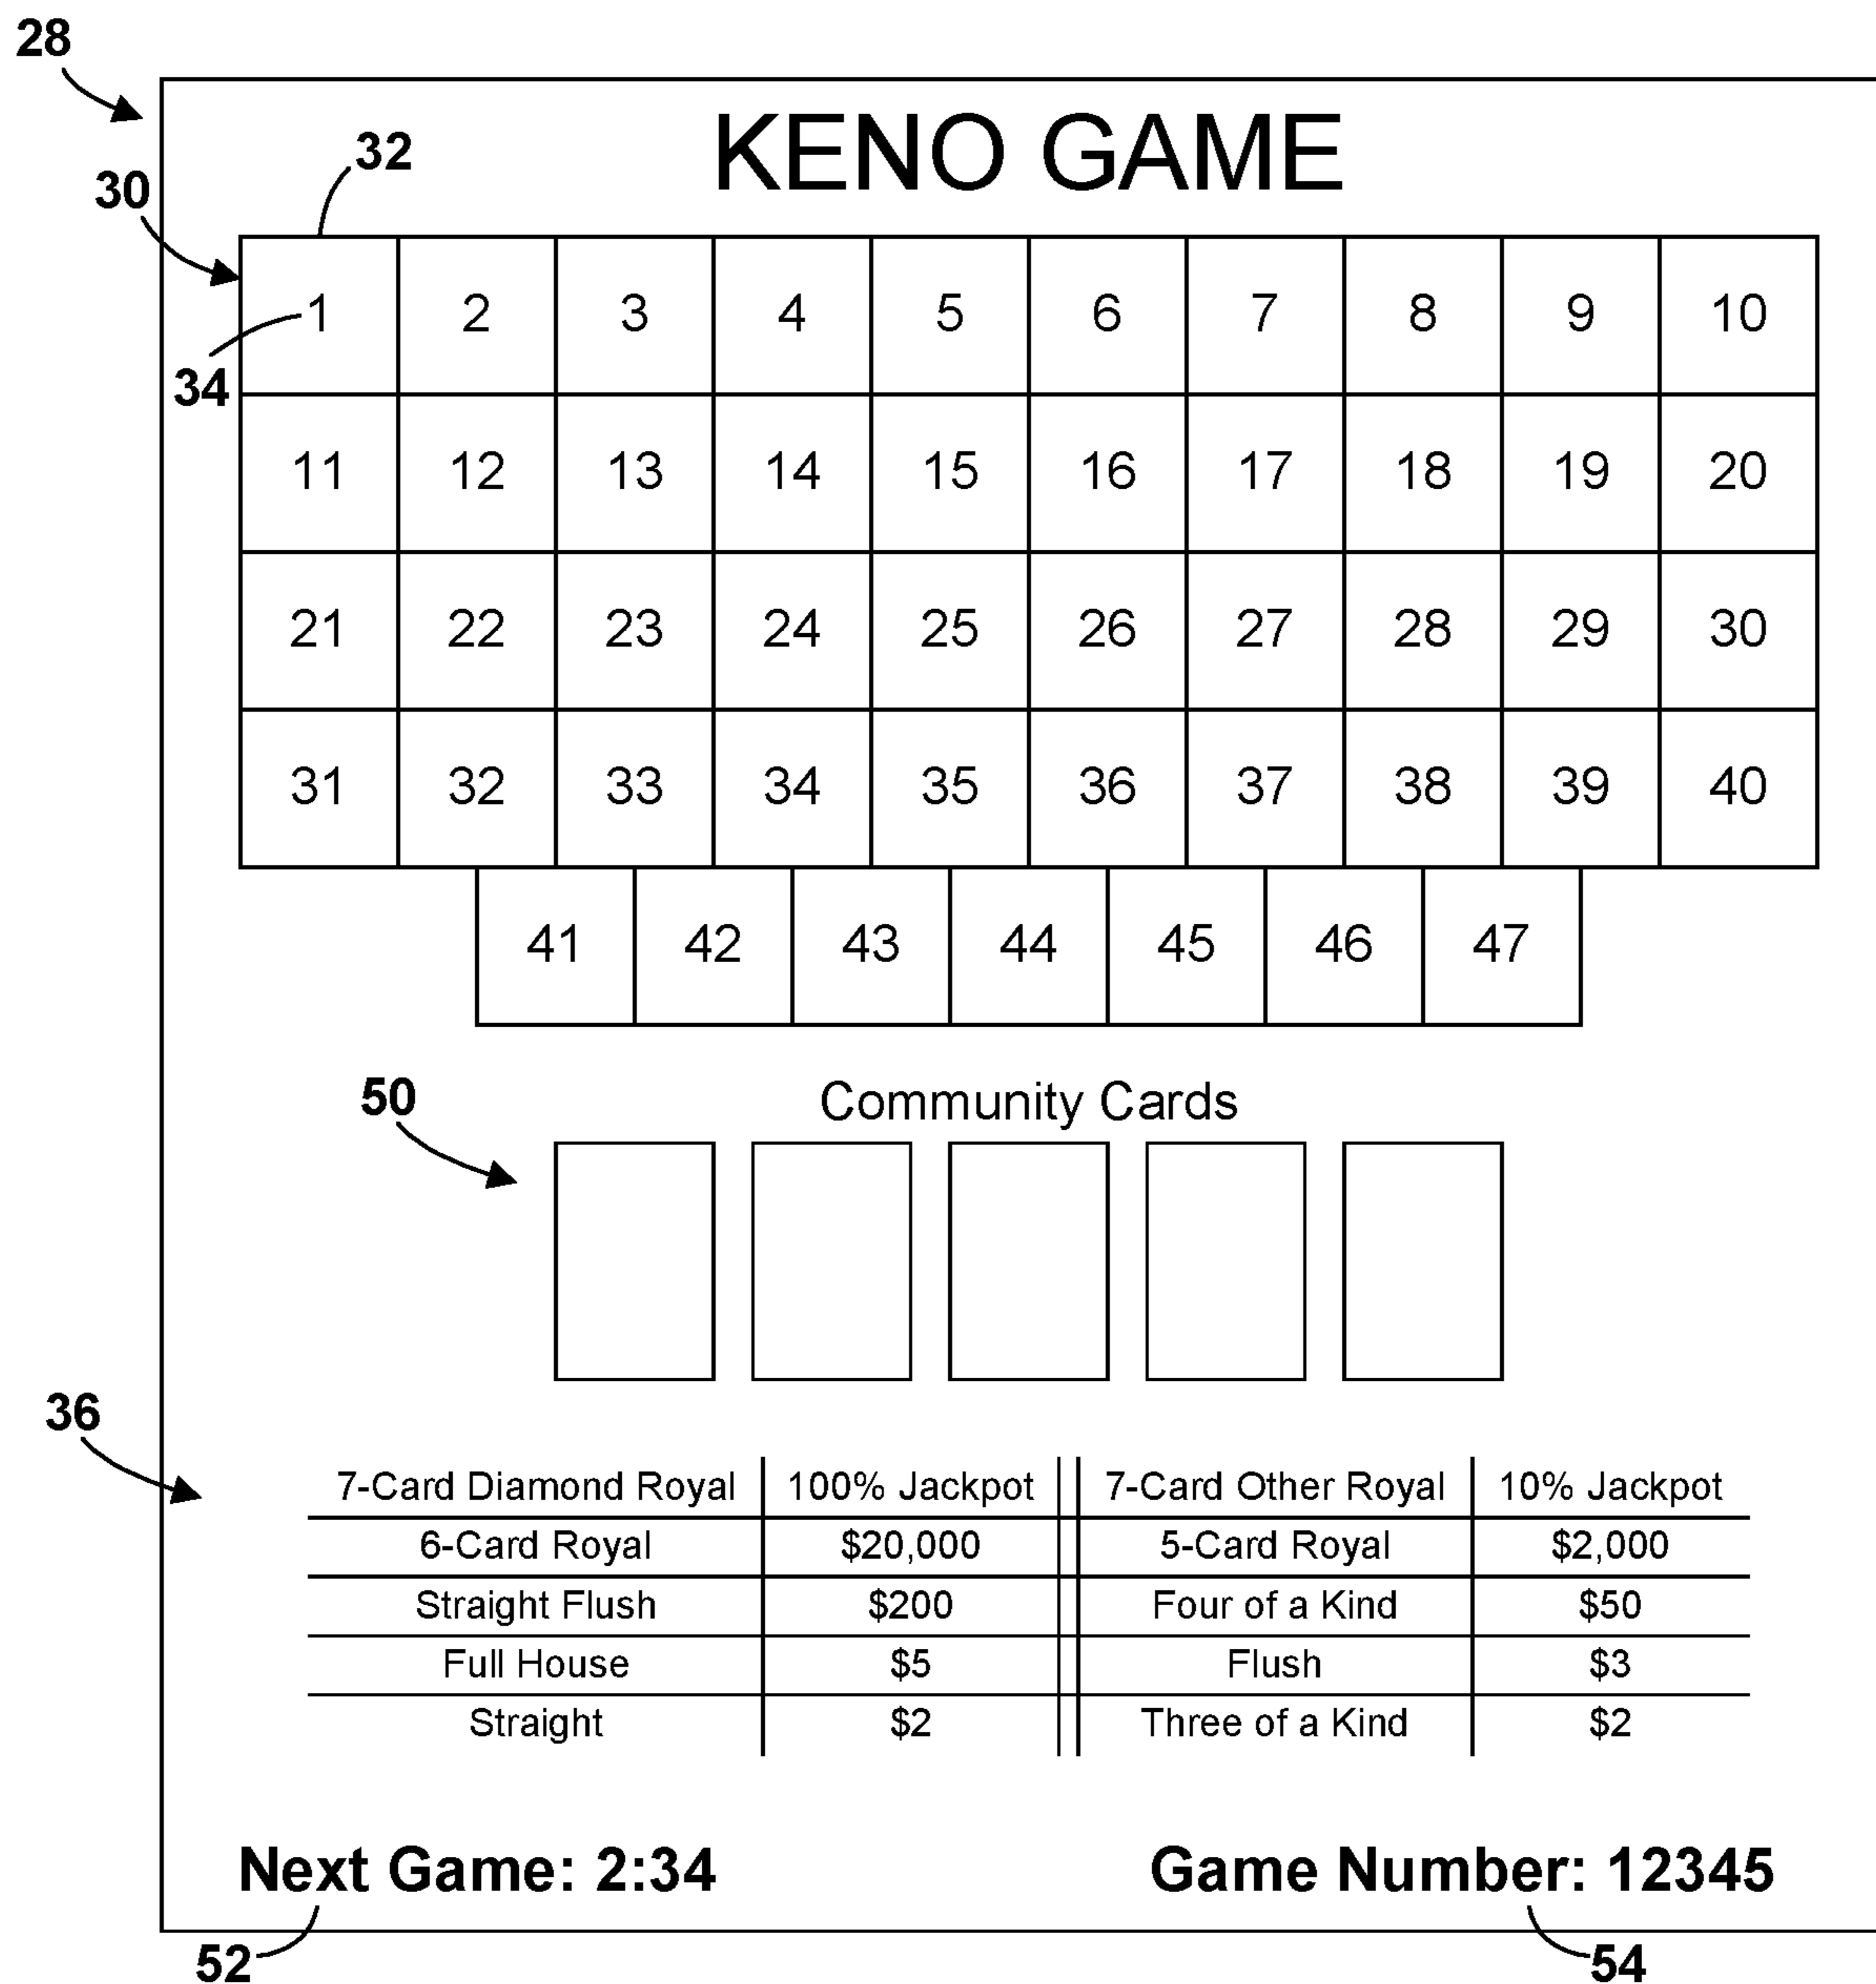 28
KENO GAME
32
30
1 2 3 4 5 6 7 8 9 10
34
11 12 13 14 15 16 17 18 19 20
21 22 23 24 25 26 27 28 29 30
31 32 33 34 35 36 37 38 39 40
41 42 43 44 45 46 47
50
Community Cards
36
7-Card Diamond Royal 100% Jackpot 7-Card Other Royal 10% Jackpot
6-Card Royal $20,000 5-Card Royal $2,000
Straight Flush $200 Four of a Kind $50
Full House $5 Flush $3
Straight $2 Three of a Kind $2
Next Game: 2:34 Game Number: 12345
52 54